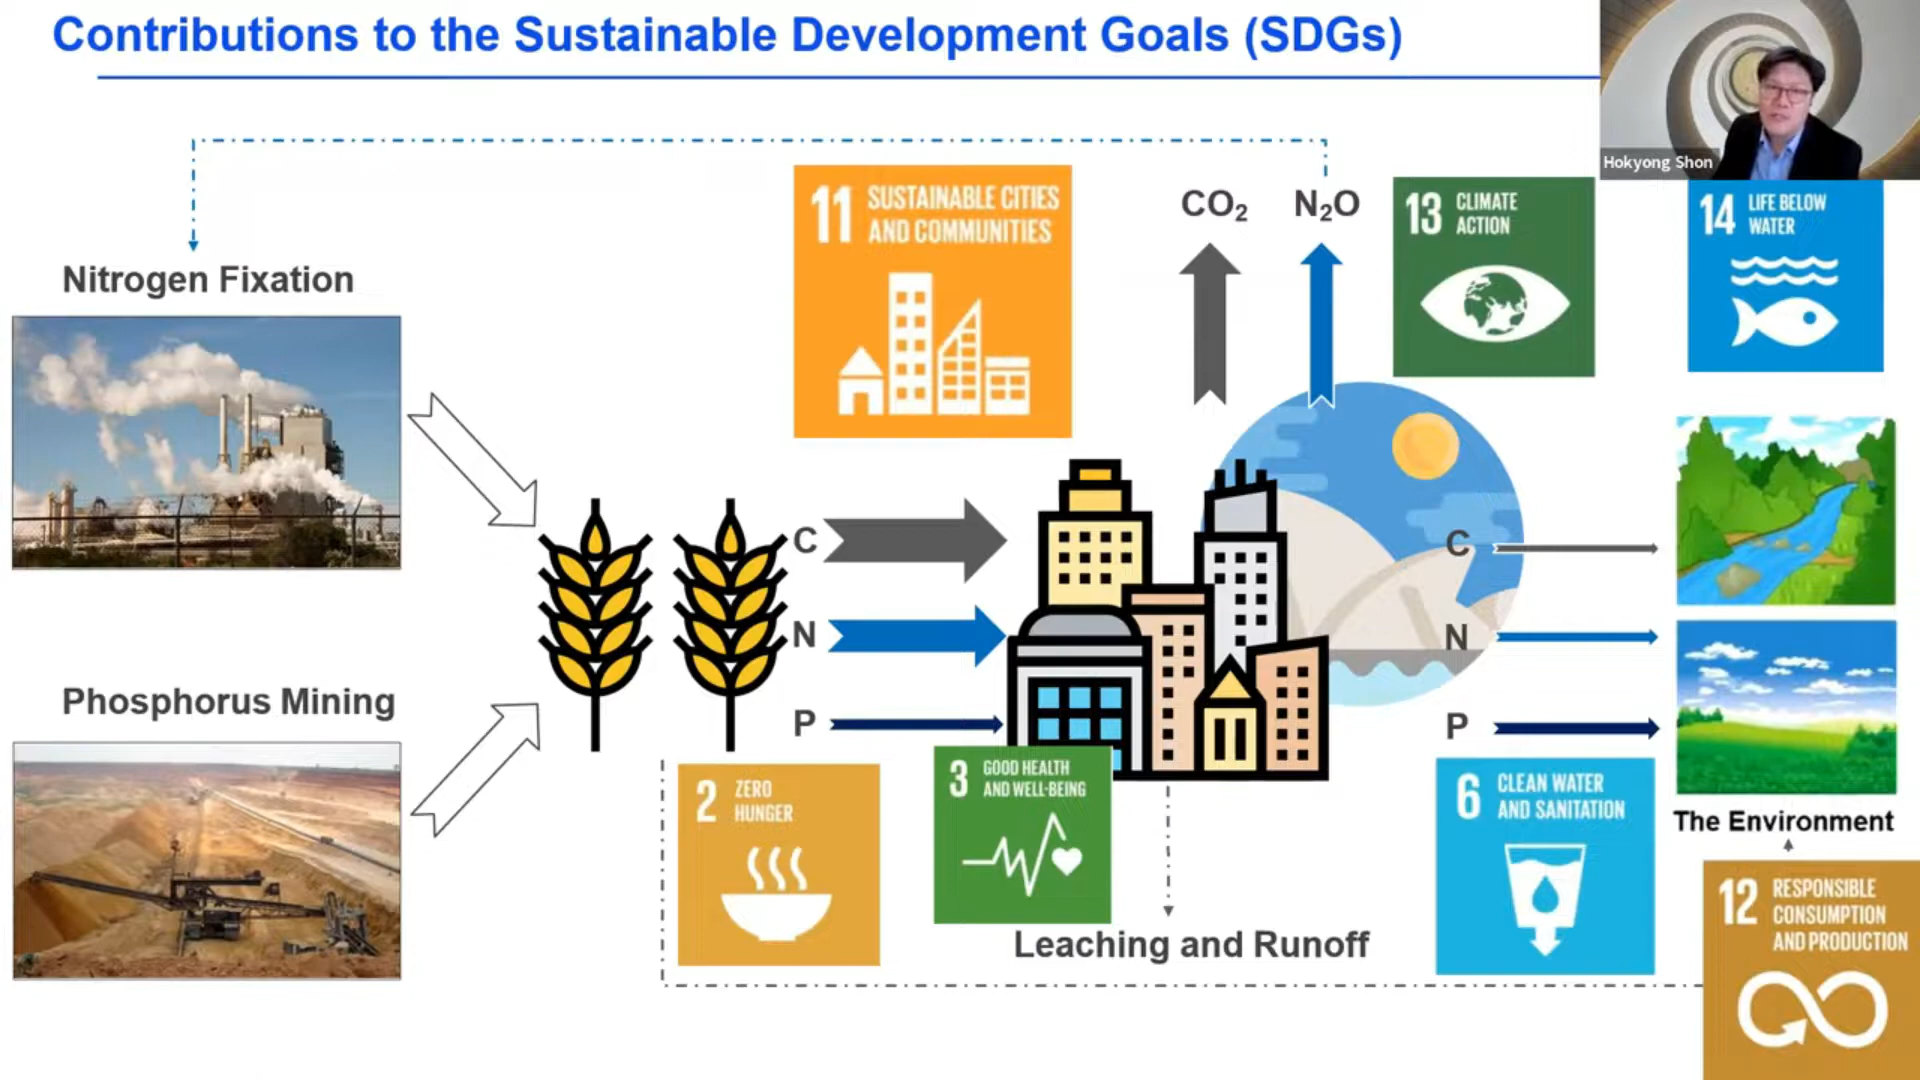 Contributions to the Sustainable Development Goals (SDGs)
Hokyong Shon
Nitrogen Fixation
11 SUSTAINABLE CITIES
AND COMMUNITIES
CO₂
N₂O
13 CLIMATE
ACTION
14 LIFE BELOW
WATER
C
N
P
C
N
P
Phosphorus Mining
2 ZERO
HUNGER
3 GOOD HEALTH
AND WELL-BEING
Leaching and Runoff
6 CLEAN WATER
AND SANITATION
The Environment
12 RESPONSIBLE
CONSUMPTION
AND PRODUCTION